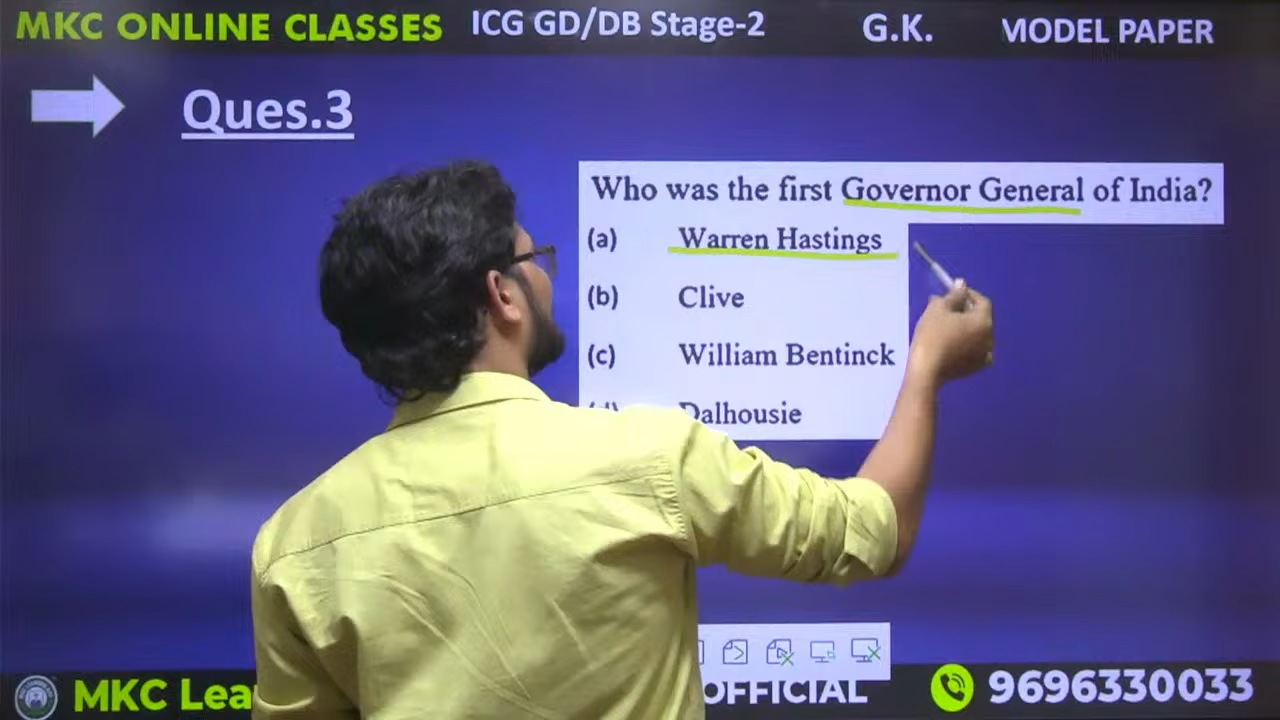 MKC ONLINE CLASSES ICG GD/DB Stage-2 G.K. MODEL PAPER
Ques.3
Who was the first Governor General of India?
(a) Warren Hastings
(b) Clive
(c) William Bentinck
Dalhousie
MKC Lea OFFICIAL 9696330033